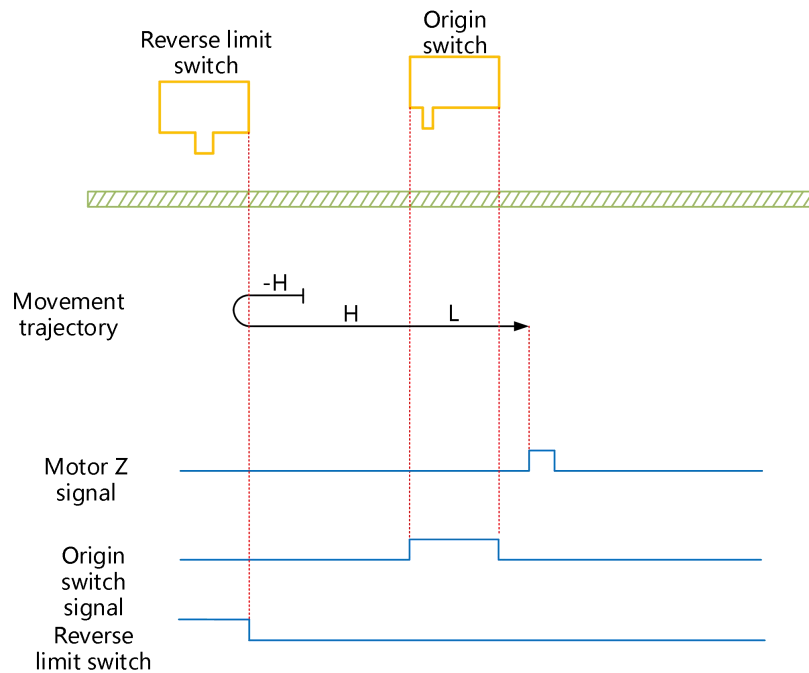 Reverse limit
switch
Origin
switch
-H
Movement
trajectory
H
L
Motor Z
signal
Origin
switch
signal
Reverse
limit switch